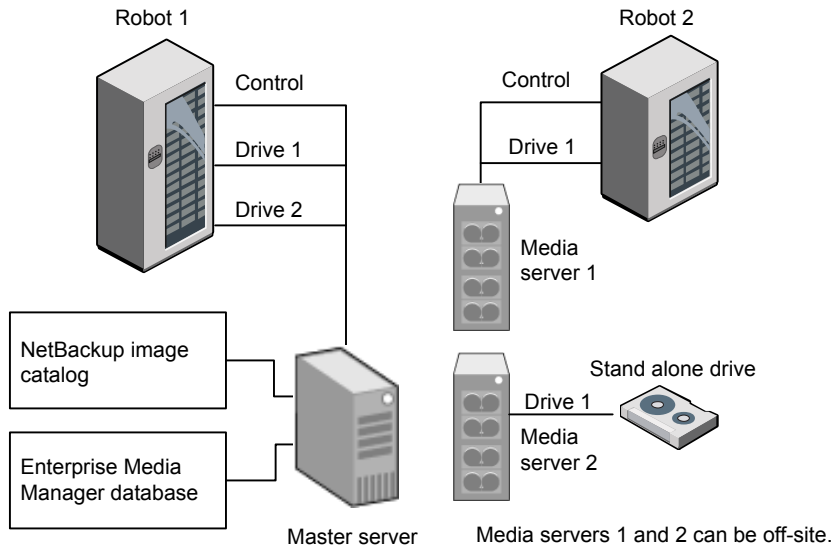 Robot 1
Control
Drive 1
Drive 2
NetBackup image
catalog
Enterprise Media
Manager database
Master server
Robot 2
Control
Drive 1
Media
server 1
Stand alone drive
Drive 1
Media
server 2
Media servers 1 and 2 can be off-site.